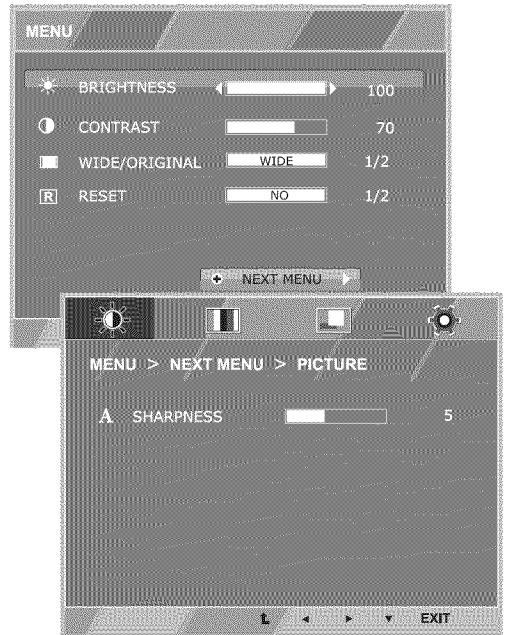 MENU
BRIGHTNESS 100
CONTRAST 70
WIDE/ORIGINAL WIDE 1/2
R RESET NO 1/2
NEXT MENU
MENU > NEXT MENU > PICTURE
A SHARPNESS 5
EXIT